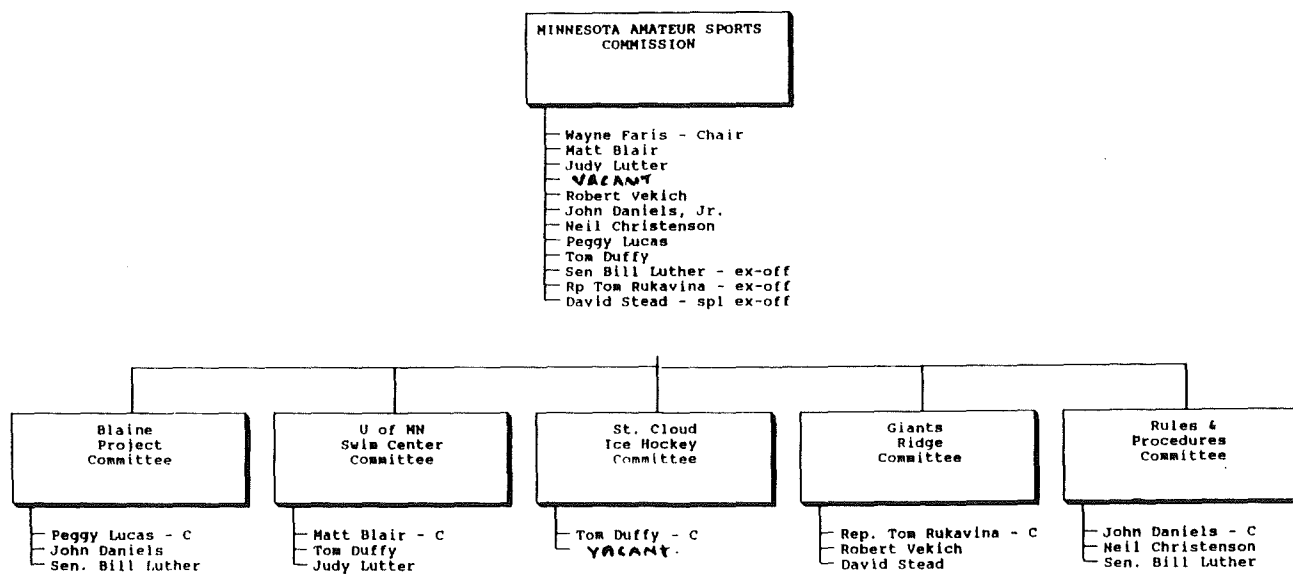 MINNESOTA AMATEUR SPORTS
COMMISSION
Wayne Faris - Chair
Matt Blair
Judy Lutter
VACANT
Robert Vekich
John Daniels, Jr.
Neil Christenson
Peggy Lucas
Tom Duffy
Sen Bill Luther - ex-off
Rp Tom Rukavina - ex-off
David Stead - spl ex-off
Blaine
Project
Committee
Peggy Lucas - C
John Daniels
Sen. Bill Luther
U of MN
Swim Center
Committee
Matt Blair - C
Tom Duffy
Judy Lutter
St. Cloud
Ice Hockey
Committee
Tom Duffy - C
VACANT.
Giants
Ridge
Committee
Rep. Tom Rukavina - C
Robert Vekich
David Stead
Rules &
Procedures
Committee
John Daniels - C
Neil Christenson
Sen. Bill Luther